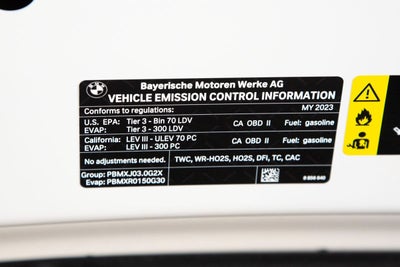 Bayerische Motoren Werke AG
VEHICLE EMISSION CONTROL INFORMATION
Conforms to regulations: MY 2023
U.S. EPA: Tier 3 - Bin 70 LDV CA OBD II Fuel: gasoline
EVAP: Tier 3 - 300 LDV
California: LEV III - ULEV 70 PC CA OBD II Fuel: gasoline
EVAP: LEV III - 300 PC
No adjustments needed. TWC, WR-HO2S, HO2S, DFI, TC, CAC
Group: PBMXJ03.0G2X
Evap: PBMXR0150G30